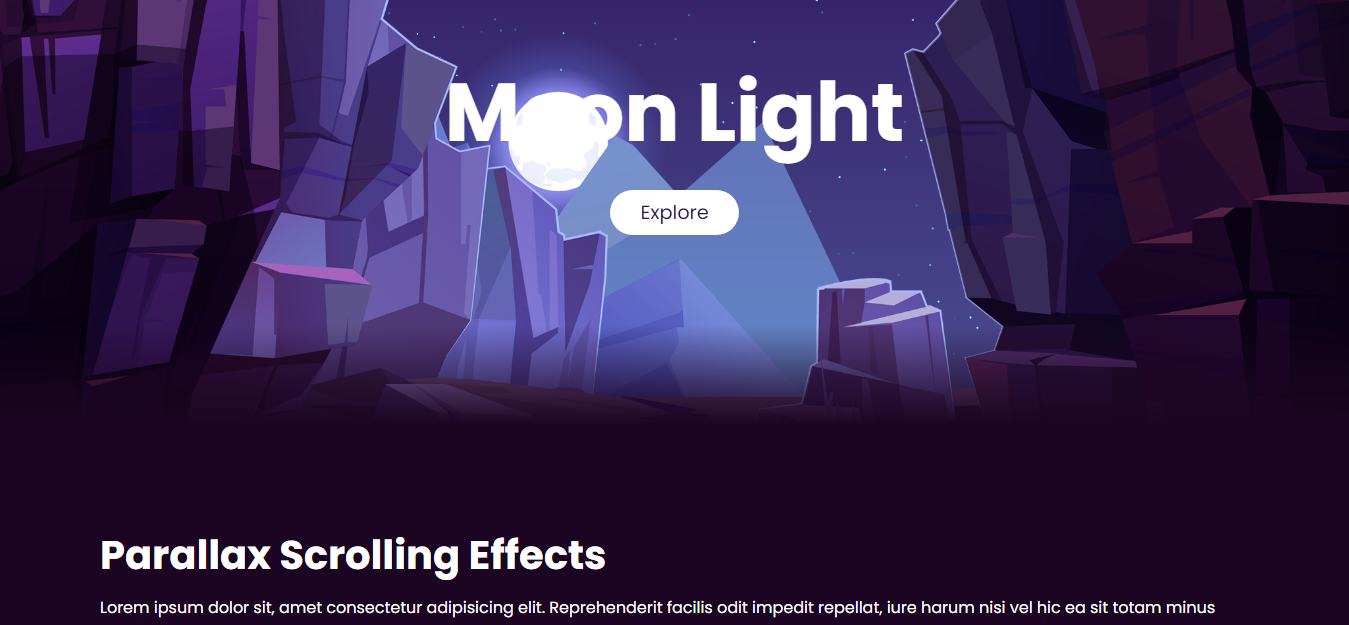 Moon Light
Explore
Parallax Scrolling Effects
Lorem ipsum dolor sit, amet consectetur adipisicing elit. Reprehenderit facilis odit impedit repellat, iure harum nisi vel hic ea sit totam minus